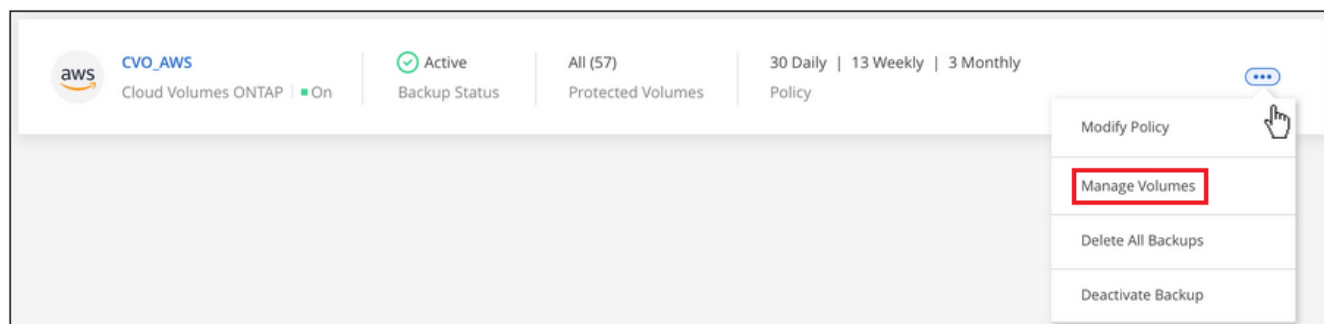 aws
CVO_AWS
Cloud Volumes ONTAP | On
Active
Backup Status
All (57)
Protected Volumes
30 Daily | 13 Weekly | 3 Monthly
Policy
Modify Policy
Manage Volumes
Delete All Backups
Deactivate Backup